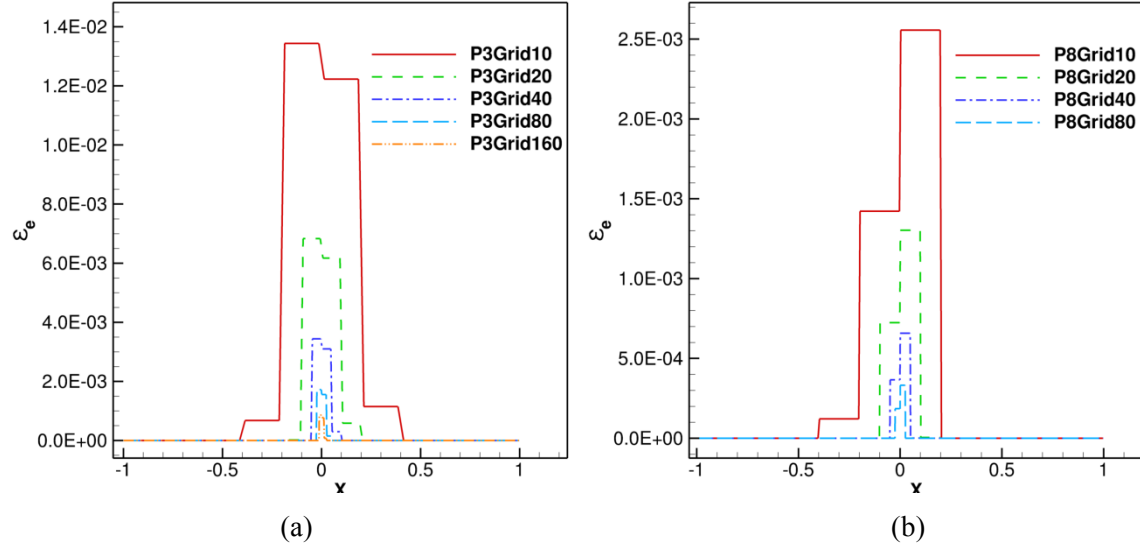 1.4E-02
1.2E-02
1.0E-02
8.0E-03
6.0E-03
4.0E-03
2.0E-03
0.0E+00
εe
-1
-0.5
0
0.5
1
X
P3Grid10
P3Grid20
P3Grid40
P3Grid80
P3Grid160
(a)
2.5E-03
2.0E-03
1.5E-03
1.0E-03
5.0E-04
0.0E+00
εe
-1
-0.5
0
0.5
1
X
P8Grid10
P8Grid20
P8Grid40
P8Grid80
(b)